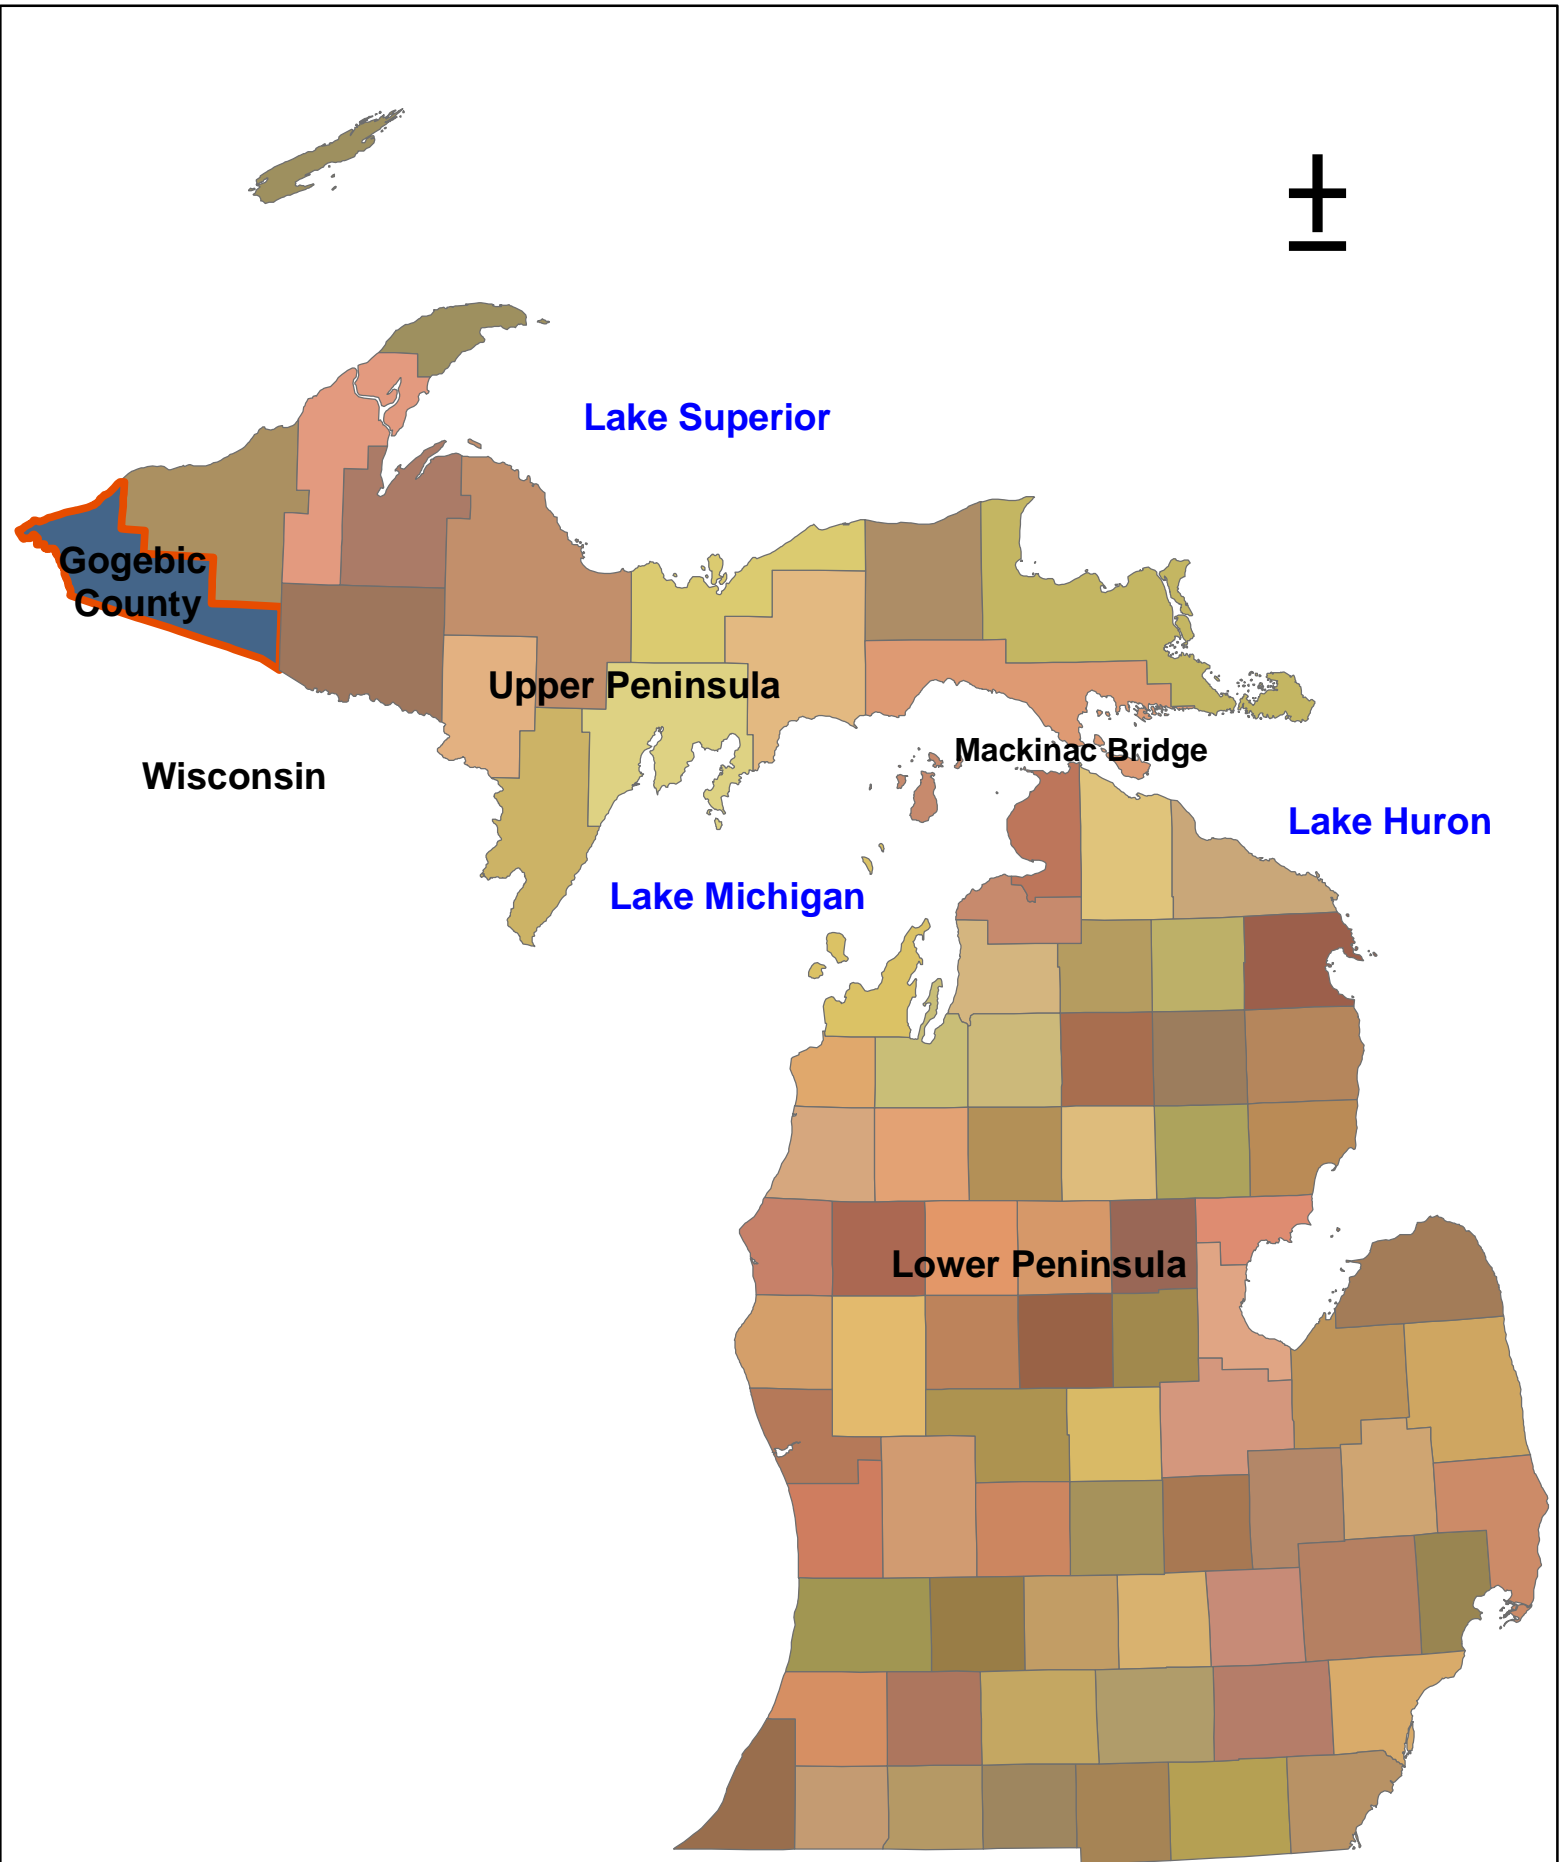 Lake Superior
Gogebic
County
Upper Peninsula
Mackinac Bridge
Wisconsin
Lake Huron
Lake Michigan
Lower Peninsula